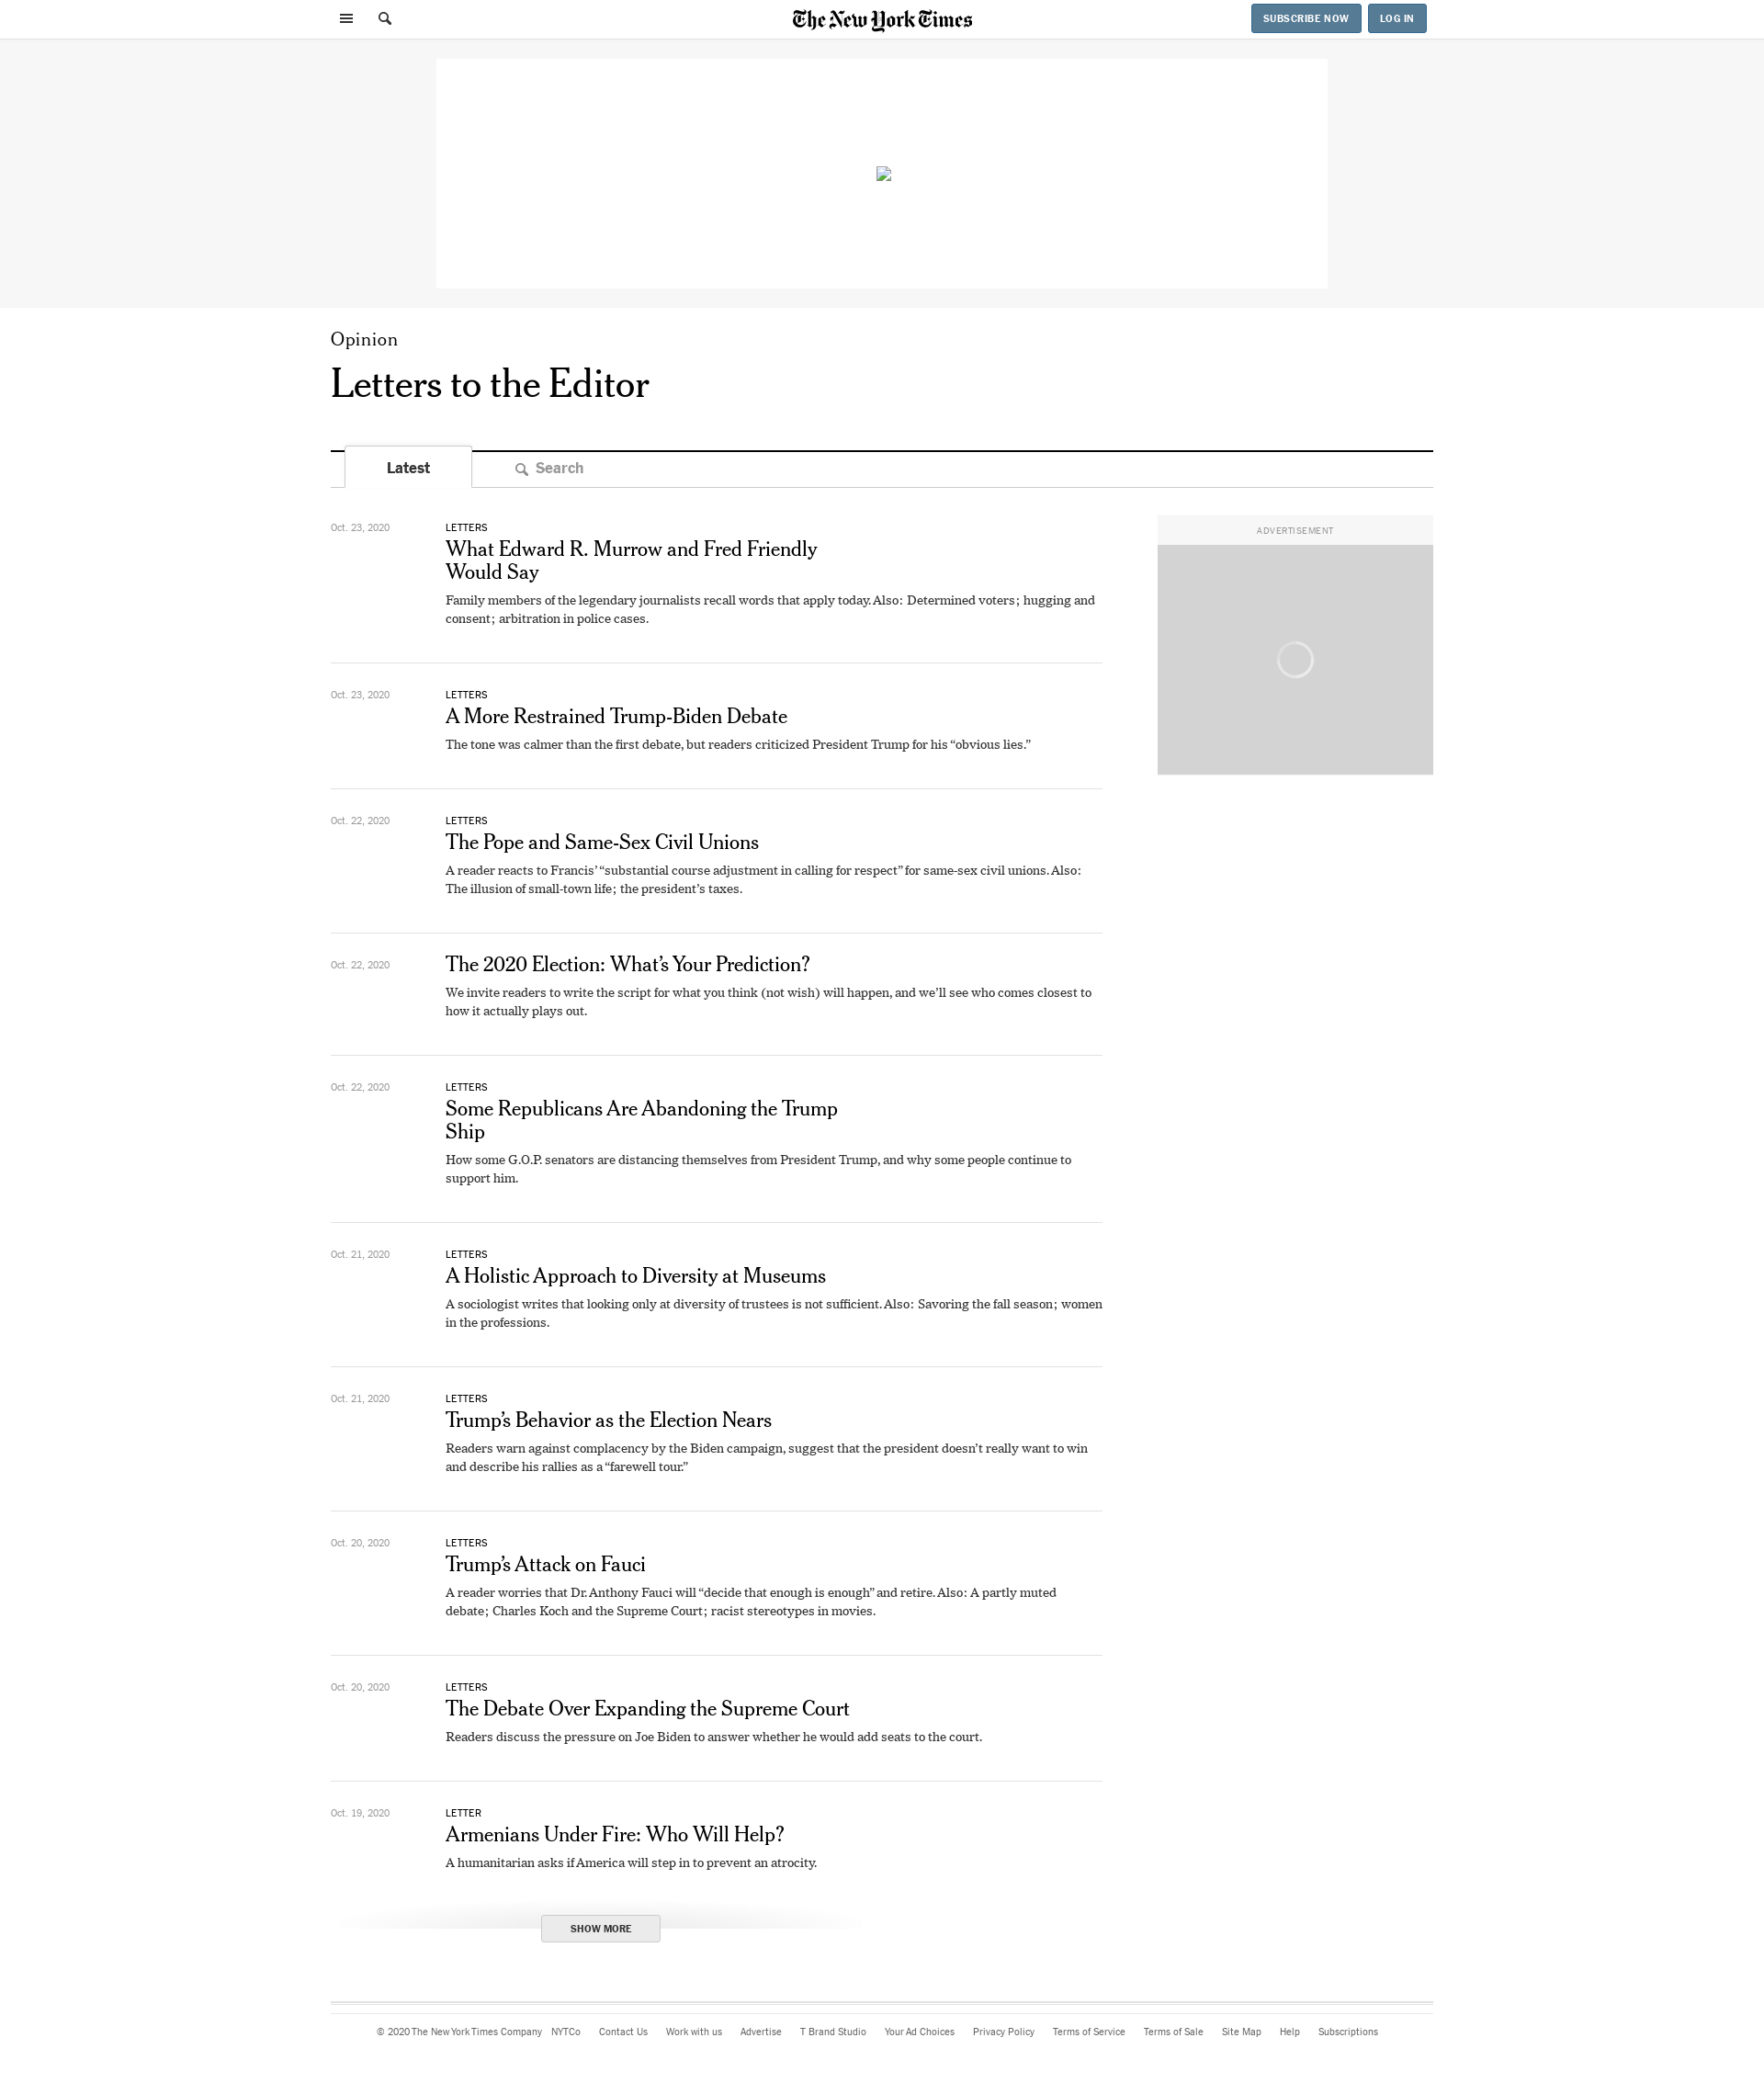 The New York Times
SUBSCRIBE NOW
LOG IN
Opinion
Letters to the Editor
Latest
Search
Oct. 23, 2020
LETTERS
What Edward R. Murrow and Fred Friendly
Would Say
Family members of the legendary journalists recall words that apply today. Also: Determined voters; hugging and
consent; arbitration in police cases.
ADVERTISEMENT
Oct. 23, 2020
LETTERS
A More Restrained Trump-Biden Debate
The tone was calmer than the first debate, but readers criticized President Trump for his “obvious lies.”
Oct. 22, 2020
LETTERS
The Pope and Same-Sex Civil Unions
A reader reacts to Francis’ “substantial course adjustment in calling for respect” for same-sex civil unions. Also:
The illusion of small-town life; the president’s taxes.
Oct. 22, 2020
The 2020 Election: What’s Your Prediction?
We invite readers to write the script for what you think (not wish) will happen, and we’ll see who comes closest to
how it actually plays out.
Oct. 22, 2020
LETTERS
Some Republicans Are Abandoning the Trump
Ship
How some G.O.P. senators are distancing themselves from President Trump, and why some people continue to
support him.
Oct. 21, 2020
LETTERS
A Holistic Approach to Diversity at Museums
A sociologist writes that looking only at diversity of trustees is not sufficient. Also: Savoring the fall season; women
in the professions.
Oct. 21, 2020
LETTERS
Trump’s Behavior as the Election Nears
Readers warn against complacency by the Biden campaign, suggest that the president doesn’t really want to win
and describe his rallies as a “farewell tour.”
Oct. 20, 2020
LETTERS
Trump’s Attack on Fauci
A reader worries that Dr. Anthony Fauci will “decide that enough is enough” and retire. Also: A partly muted
debate; Charles Koch and the Supreme Court; racist stereotypes in movies.
Oct. 20, 2020
LETTERS
The Debate Over Expanding the Supreme Court
Readers discuss the pressure on Joe Biden to answer whether he would add seats to the court.
Oct. 19, 2020
LETTER
Armenians Under Fire: Who Will Help?
A humanitarian asks if America will step in to prevent an atrocity.
SHOW MORE
© 2020 The New York Times Company NYTCo Contact Us Work with us Advertise T Brand Studio Your Ad Choices Privacy Policy Terms of Service Terms of Sale Site Map Help Subscriptions